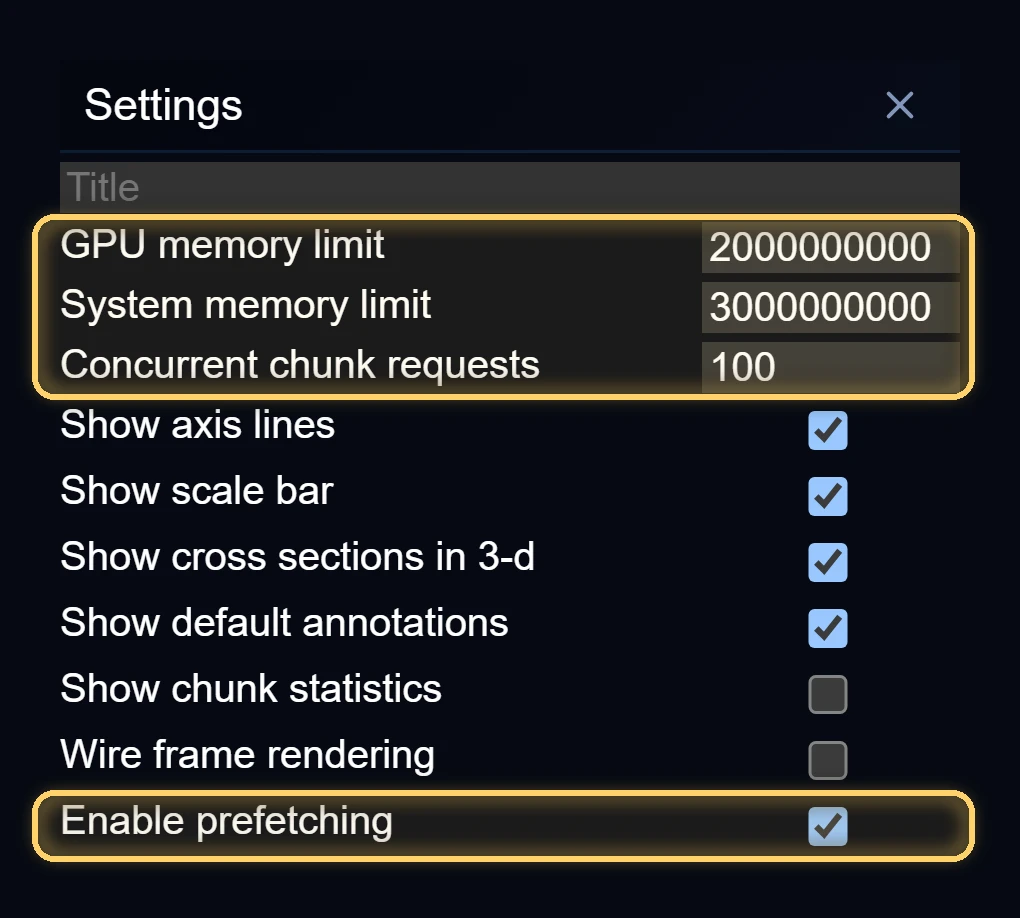 Settings
Title
GPU memory limit 2000000000
System memory limit 3000000000
Concurrent chunk requests 100
Show axis lines
Show scale bar
Show cross sections in 3-d
Show default annotations
Show chunk statistics
Wire frame rendering
Enable prefetching